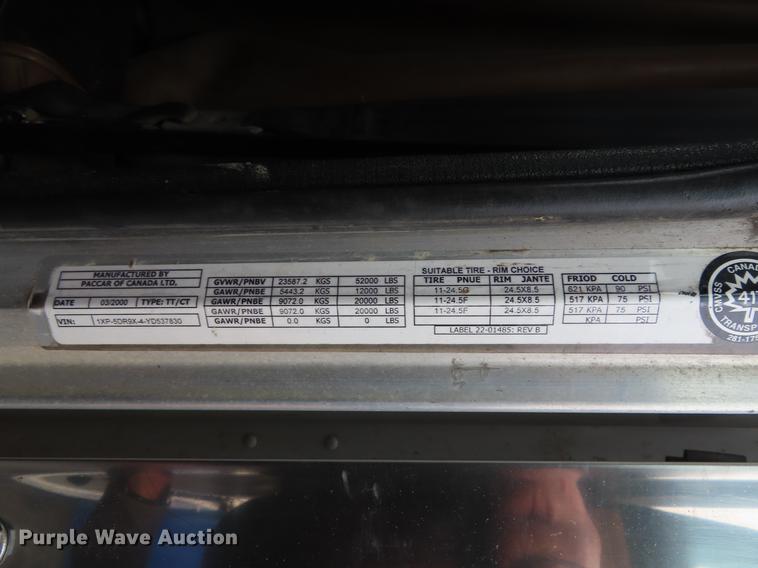 MANUFACTURED BY
PACCAR OF CANADA LTD.
DATE 03/2000 TYPE: TT/CT
VIN: 1XP-5DR9X-4-YD537830
GVWR/PNBV 23587.2 KGS 52000 LBS
GAWR/PNBE 5443.2 KGS 12000 LBS
GAWR/PNBE 9072.0 KGS 20000 LBS
GAWR/PNBE 9072.0 KGS 20000 LBS
GAWR/PNBE 0.0 KGS 0 LBS
SUITABLE TIRE - RIM CHOICE
TIRE PNUE RIM JANTE
11-24.5G 24.5X8.5
11-24.5F 24.5X8.5
11-24.5F 24.5X8.5
LABEL 22-01485: REV B
FRIOD COLD
621 KPA 90 PSI
517 KPA 75 PSI
517 KPA 75 PSI
KPA PSI
CANAD
CMVSS
TRANSP
Purple Wave Auction